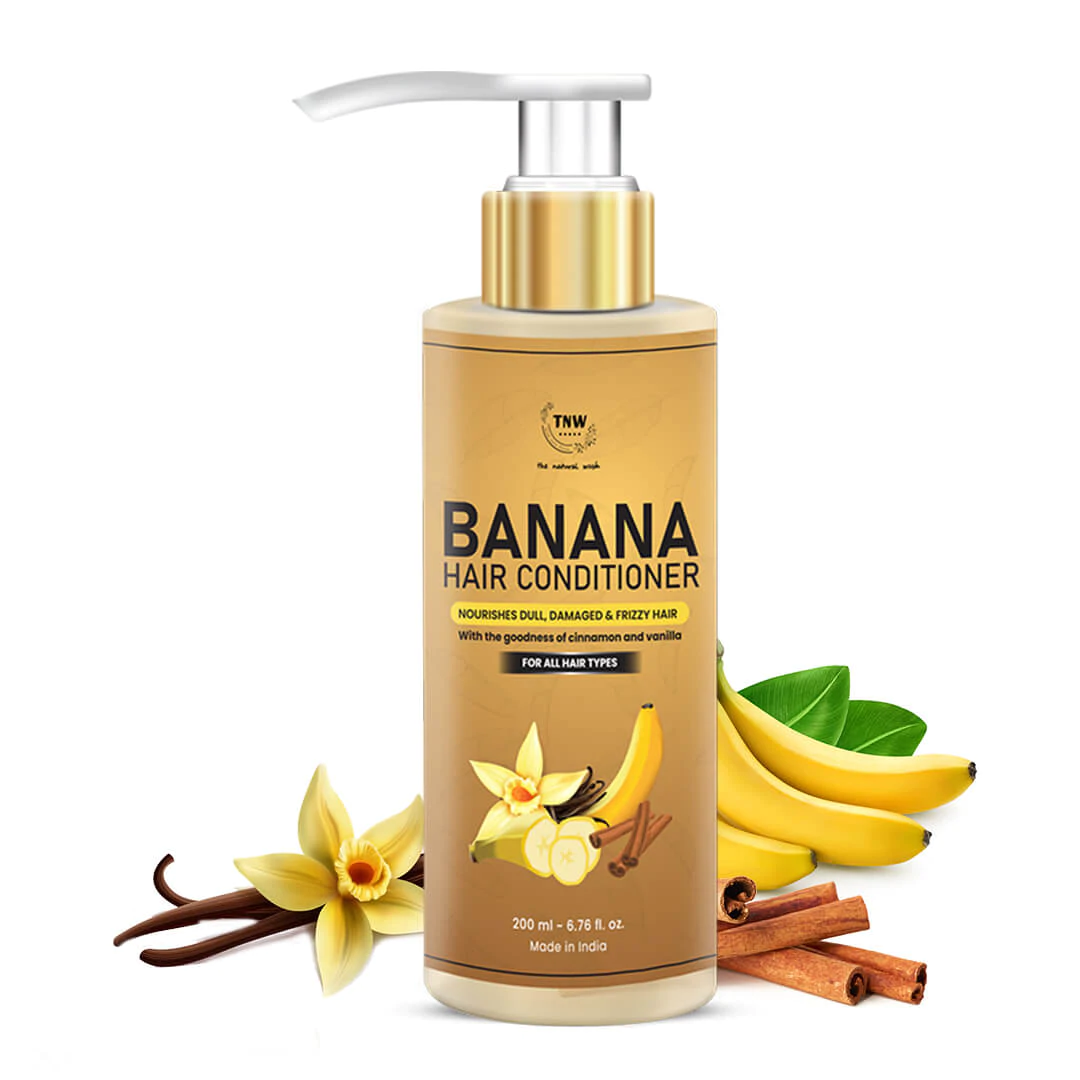 TNW
the natural wash
BANANA
HAIR CONDITIONER
NOURISHES DULL, DAMAGED & FRIZZY HAIR
With the goodness of cinnamon and vanilla
FOR ALL HAIR TYPES
200 ml - 6.76 fl. oz.
Made in India